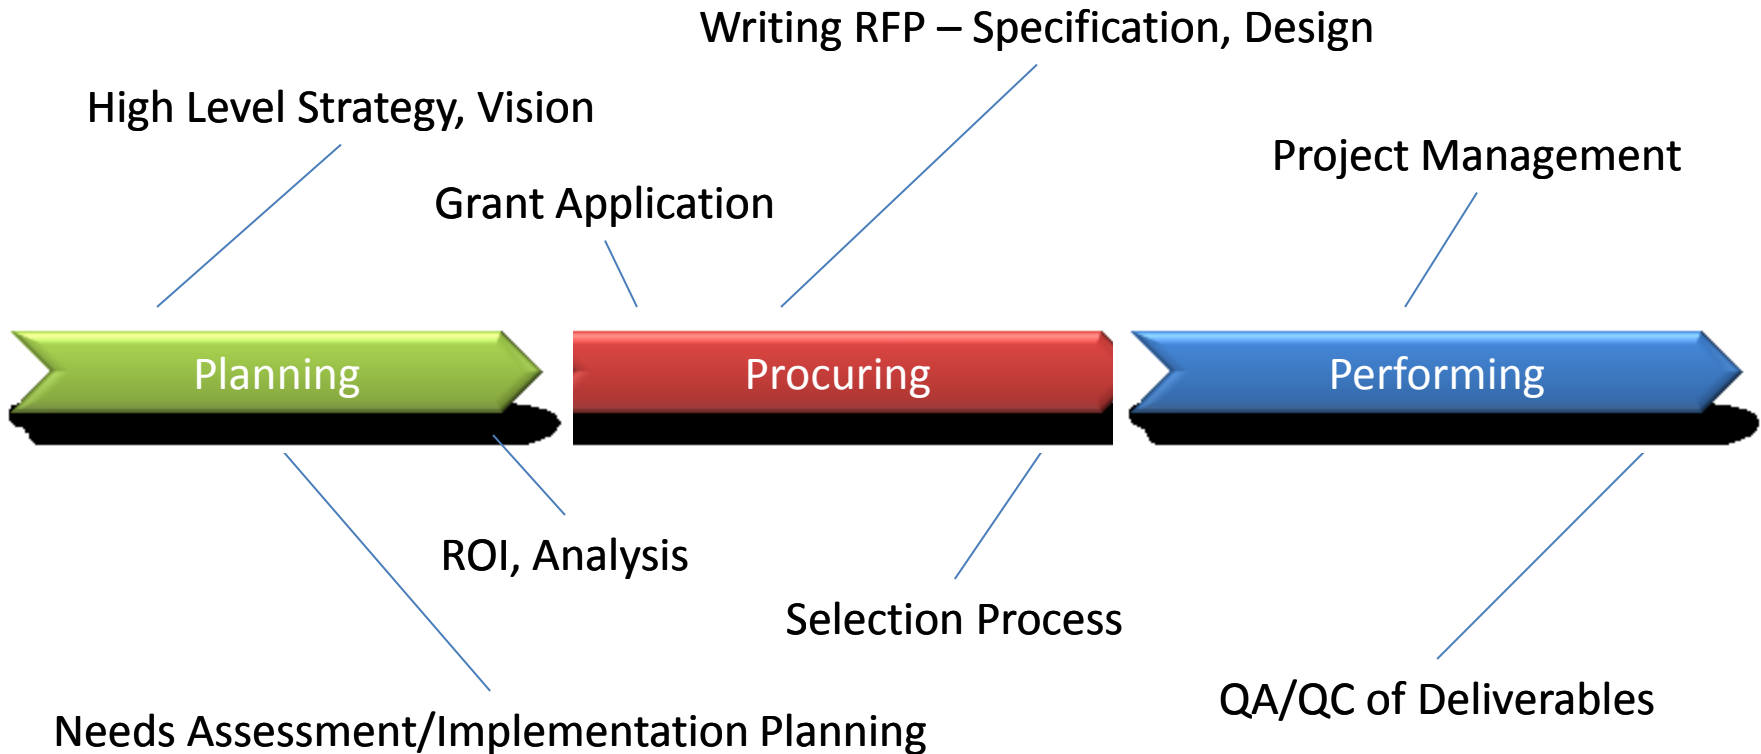 Writing RFP – Specification, Design
High Level Strategy, Vision
Project Management
Grant Application
Planning
Procuring
Performing
ROI, Analysis
Selection Process
QA/QC of Deliverables
Needs Assessment/Implementation Planning